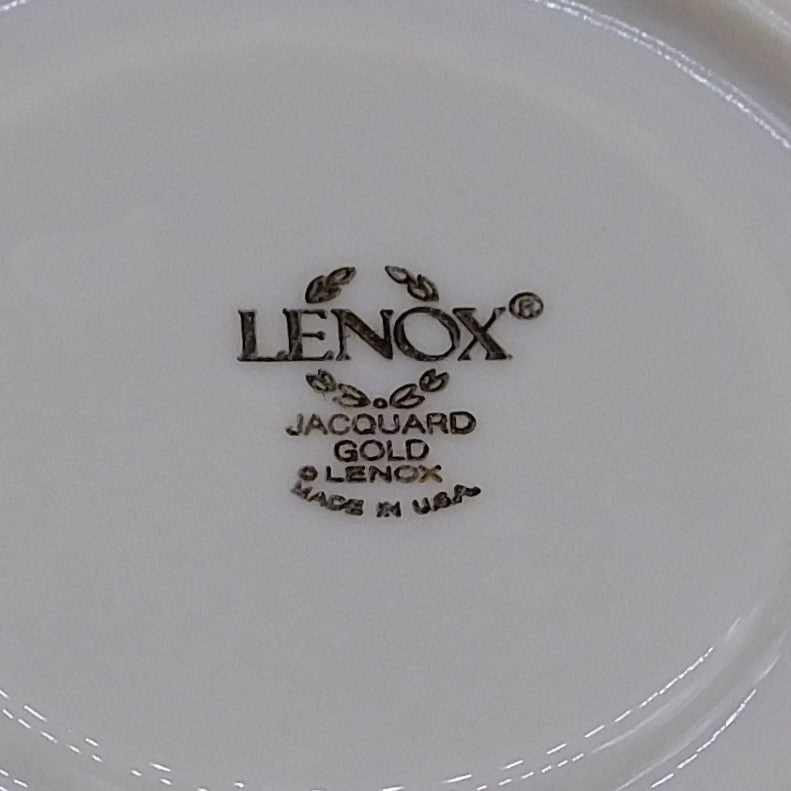 LENOX®
JACQUARD
GOLD
© LENOX
MADE IN U.S.A.